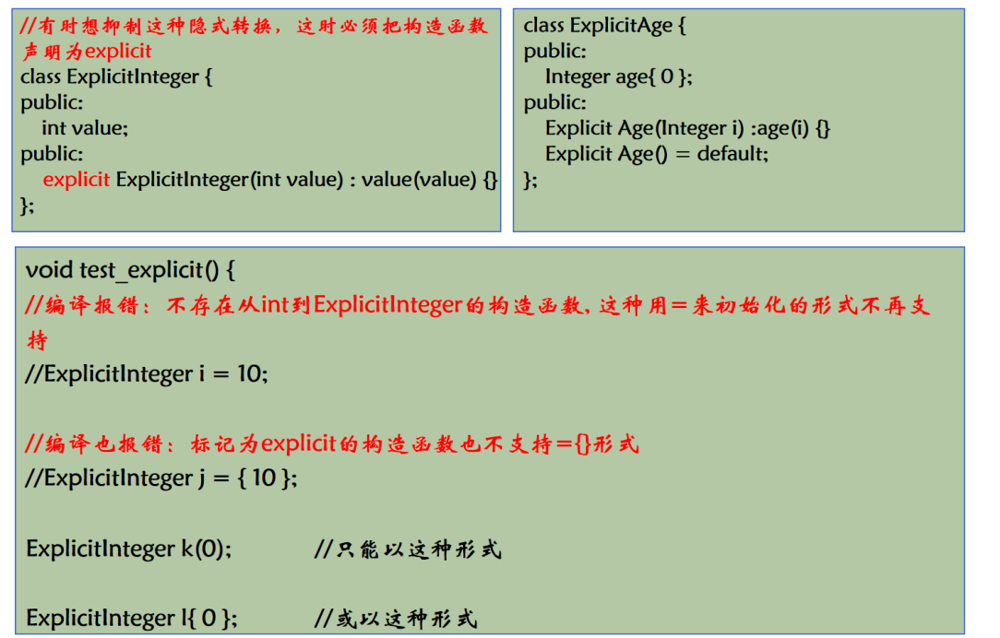 //有时想抑制这种隐式转换，这时必须把构造函数
声明为explicit
class ExplicitInteger {
public:
int value;
public:
explicit ExplicitInteger(int value) : value(value) {}
};
class ExplicitAge {
public:
Integer age{ 0 };
public:
Explicit Age(Integer i) :age(i) {}
Explicit Age() = default;
};
void test_explicit() {
//编译报错：不存在从int到ExplicitInteger的构造函数,这种用=来初始化的形式不再支
持
//ExplicitInteger i = 10;
//编译也报错：标记为explicit的构造函数也不支持={}形式
//ExplicitInteger j = { 10 };
ExplicitInteger k(0); //只能以这种形式
ExplicitInteger l{ 0 }; //或以这种形式